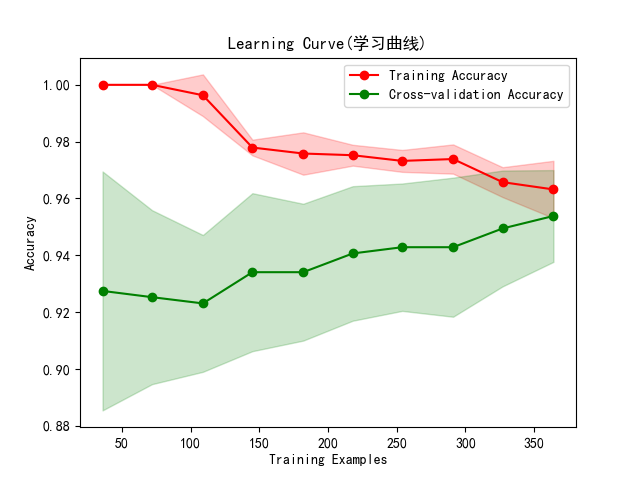 Learning Curve(学习曲线)
Training Accuracy
Cross-validation Accuracy
1.00
0.98
0.96
0.94
0.92
0.90
0.88
Accuracy
50
100
150
200
250
300
350
Training Examples